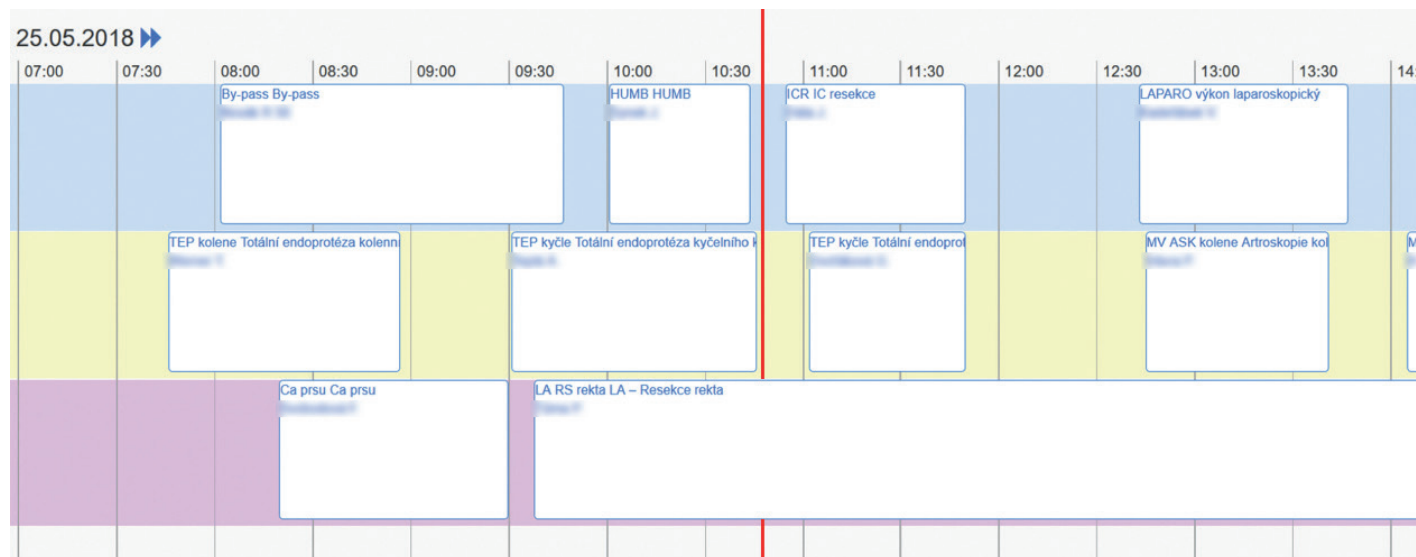 25.05.2018
07:00 07:30 08:00 08:30 09:00 09:30 10:00 10:30 11:00 11:30 12:00 12:30 13:00 13:30 14:
By-pass By-pass
HUMB HUMB
ICR IC resekce
LAPARO výkon laparoskopický
TEP kolene Totální endoprotéza kolenn
TEP kyčle Totální endoprotéza kyčelního k
TEP kyčle Totální endoprot
MV ASK kolene Artroskopie kol
M
Ca prsu Ca prsu
LA RS rekta LA – Resekce rekta